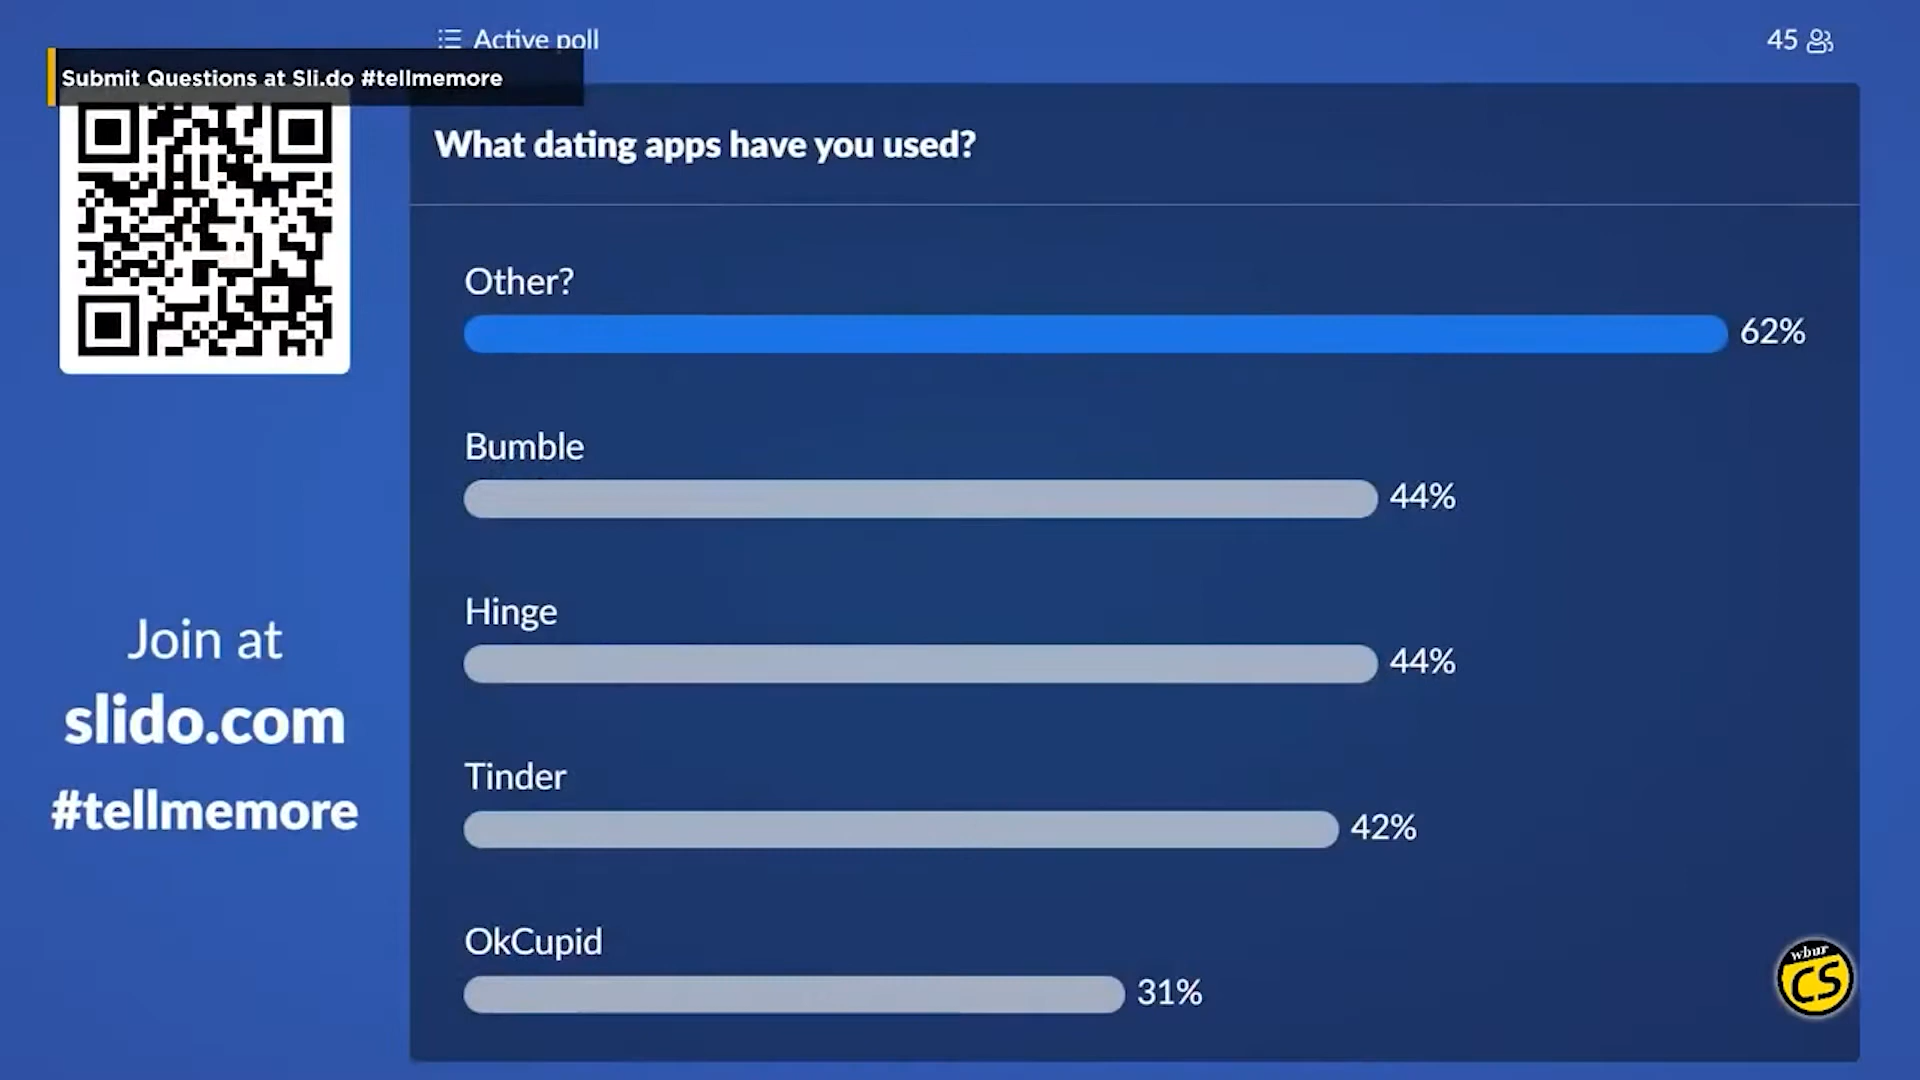 Active poll
45
Submit Questions at Sli.do #tellmemore
What dating apps have you used?
Other?
62%
Bumble
44%
Hinge
44%
Tinder
42%
OkCupid
31%
Join at
slido.com
#tellmemore
wbur
CS